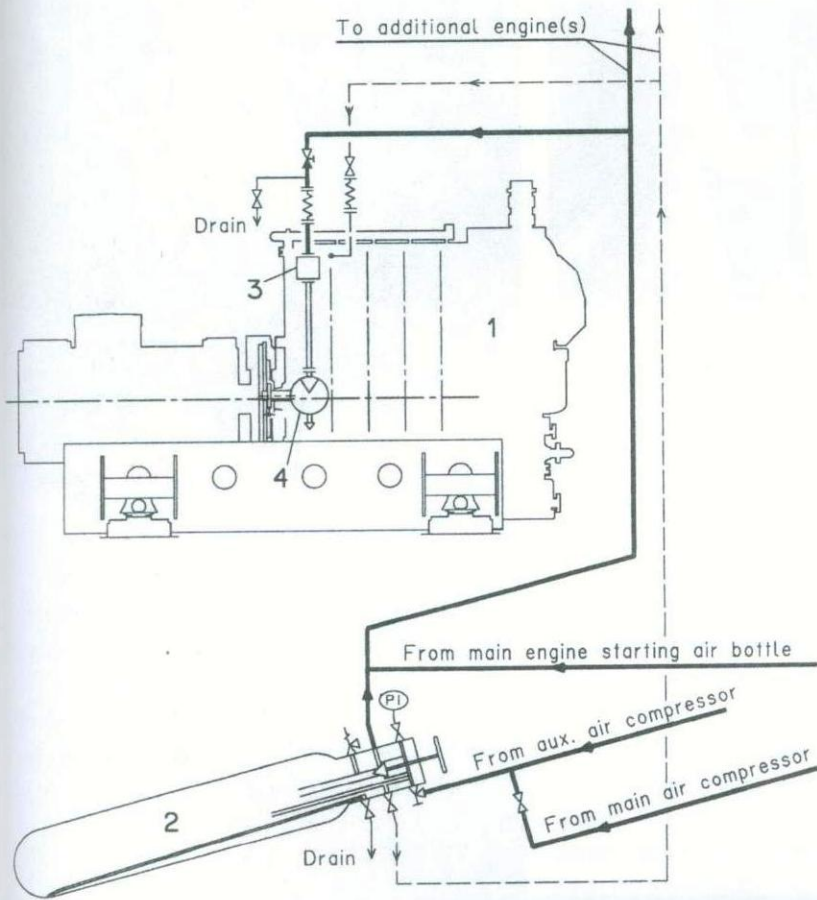 To additional engine(s)
Drain
3
1
4
From main engine starting air bottle
PI
From aux. air compressor
2
From main air compressor
Drain